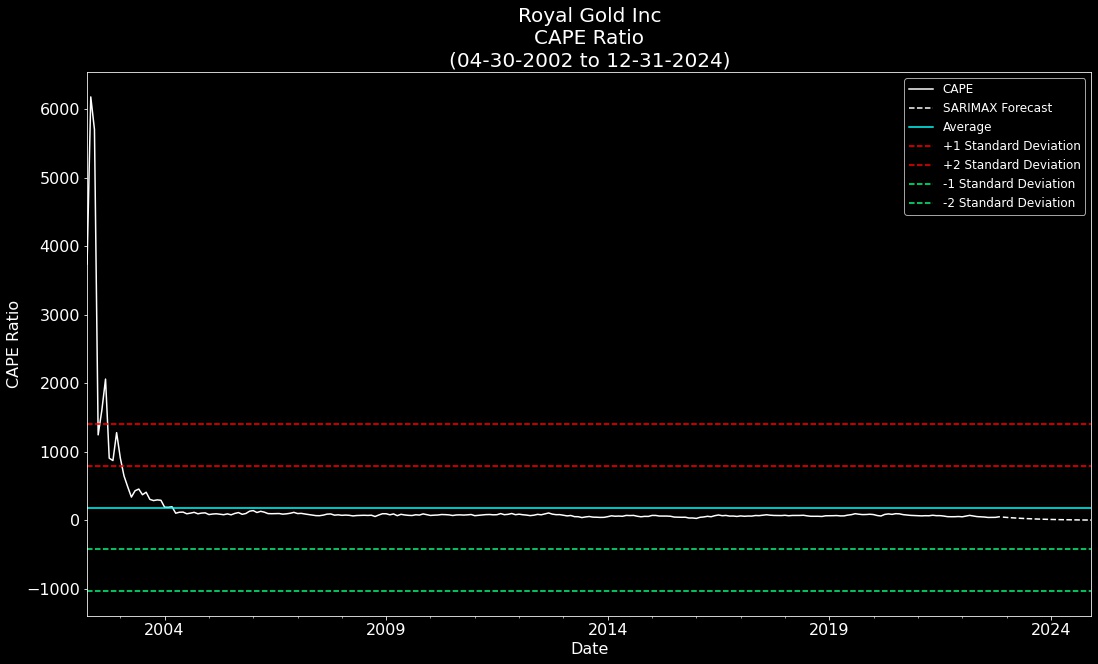 Royal Gold Inc
CAPE Ratio
(04-30-2002 to 12-31-2024)
CAPE
SARIMAX Forecast
Average
+1 Standard Deviation
+2 Standard Deviation
-1 Standard Deviation
-2 Standard Deviation
CAPE Ratio
6000
5000
4000
3000
2000
1000
0
−1000
2004
2009
2014
2019
2024
Date